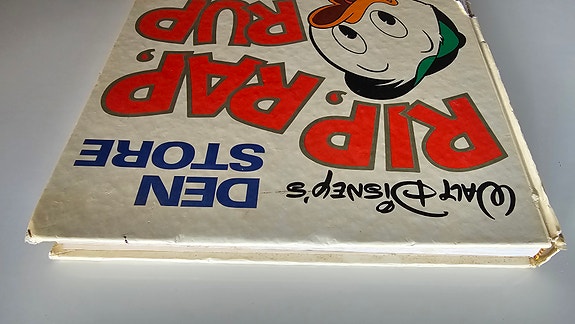 WALT DISNEY'S
DEN
STORE
RIP,
RAP,
RUP